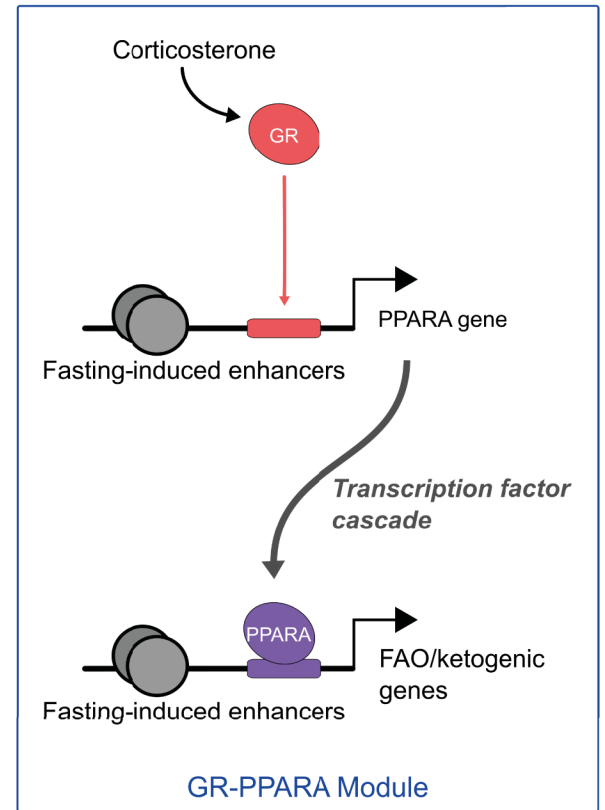 Corticosterone
GR
PPARA gene
Fasting-induced enhancers
Transcription factor
cascade
PPARA
FAO/ketogenic
genes
Fasting-induced enhancers
GR-PPARA Module